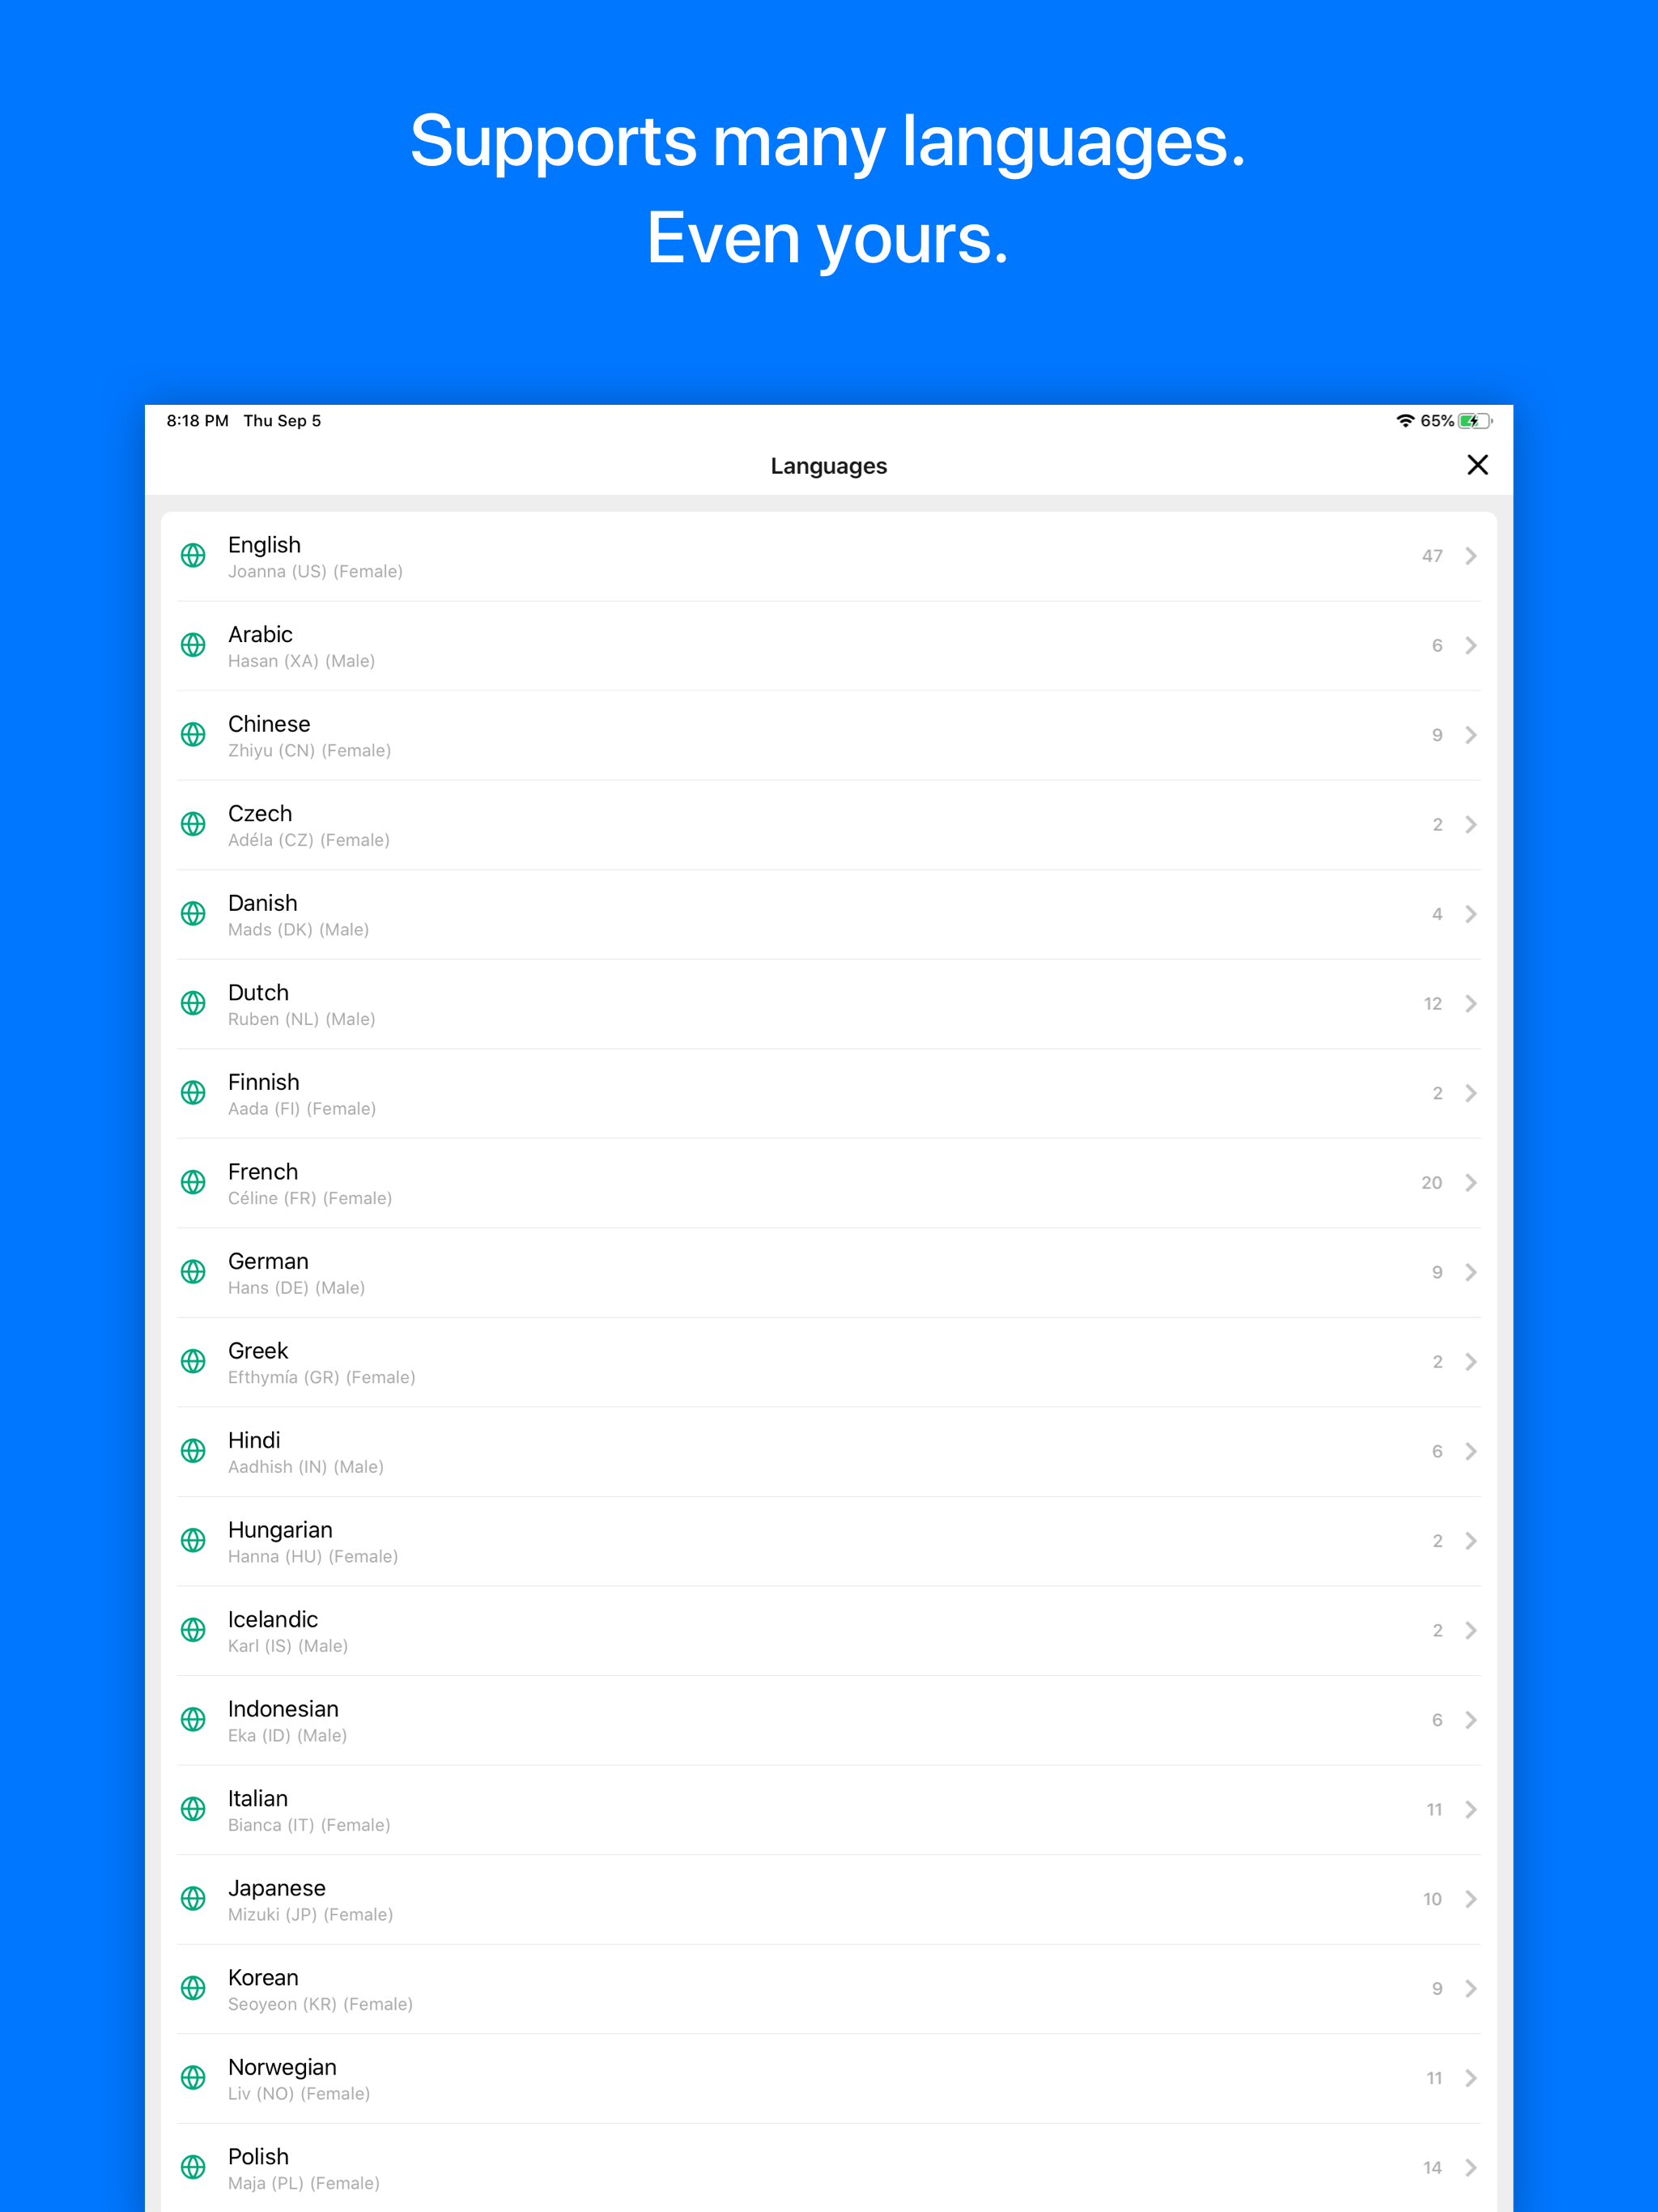 Supports many languages.
Even yours.
8:18 PM Thu Sep 5 65%
Languages
English 47
Joanna (US) (Female)
Arabic 6
Hasan (XA) (Male)
Chinese 9
Zhiyu (CN) (Female)
Czech 2
Adéla (CZ) (Female)
Danish 4
Mads (DK) (Male)
Dutch 12
Ruben (NL) (Male)
Finnish 2
Aada (FI) (Female)
French 20
Céline (FR) (Female)
German 9
Hans (DE) (Male)
Greek 2
Efthymía (GR) (Female)
Hindi 6
Aadhish (IN) (Male)
Hungarian 2
Hanna (HU) (Female)
Icelandic 2
Karl (IS) (Male)
Indonesian 6
Eka (ID) (Male)
Italian 11
Bianca (IT) (Female)
Japanese 10
Mizuki (JP) (Female)
Korean 9
Seoyeon (KR) (Female)
Norwegian 11
Liv (NO) (Female)
Polish 14
Maja (PL) (Female)